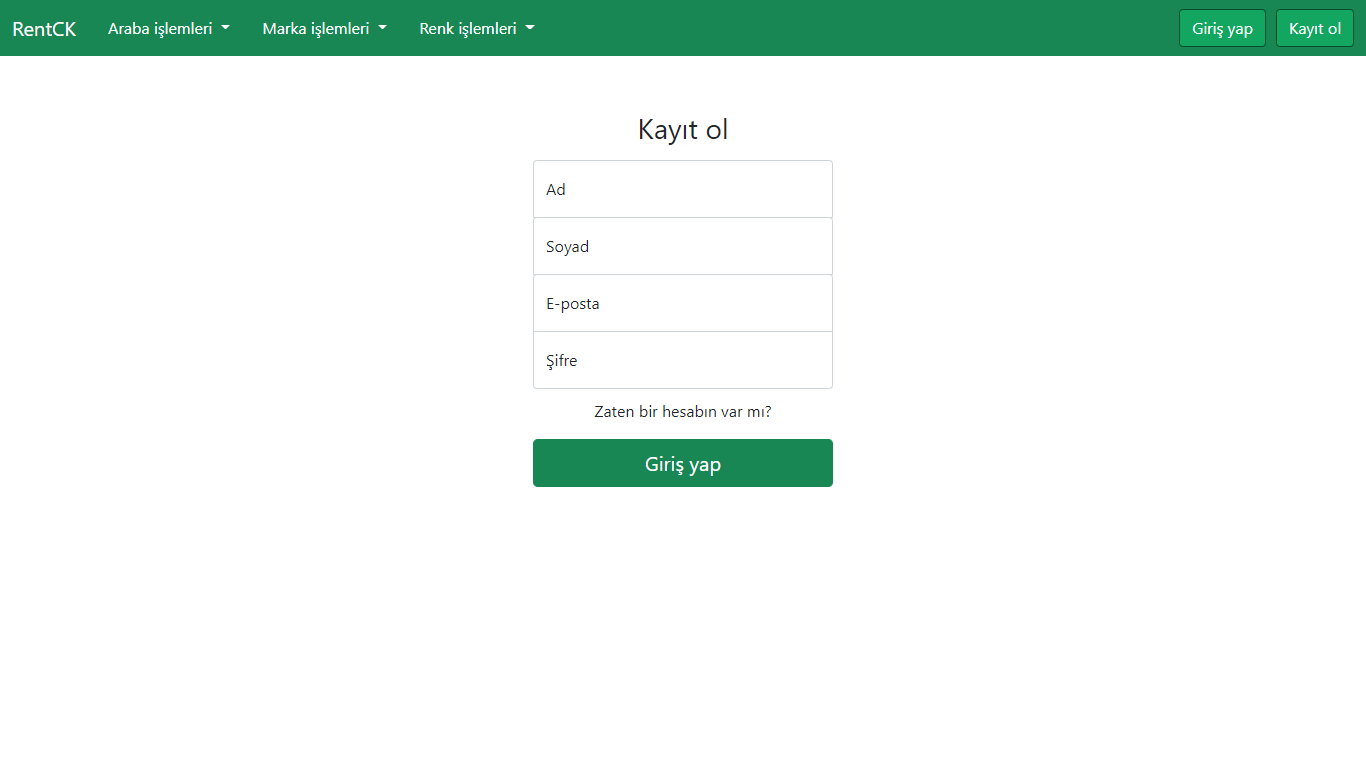 RentCK Araba işlemleri Marka işlemleri Renk işlemleri Giriş yap Kayıt ol
Kayıt ol
Ad
Soyad
E-posta
Şifre
Zaten bir hesabın var mı?
Giriş yap